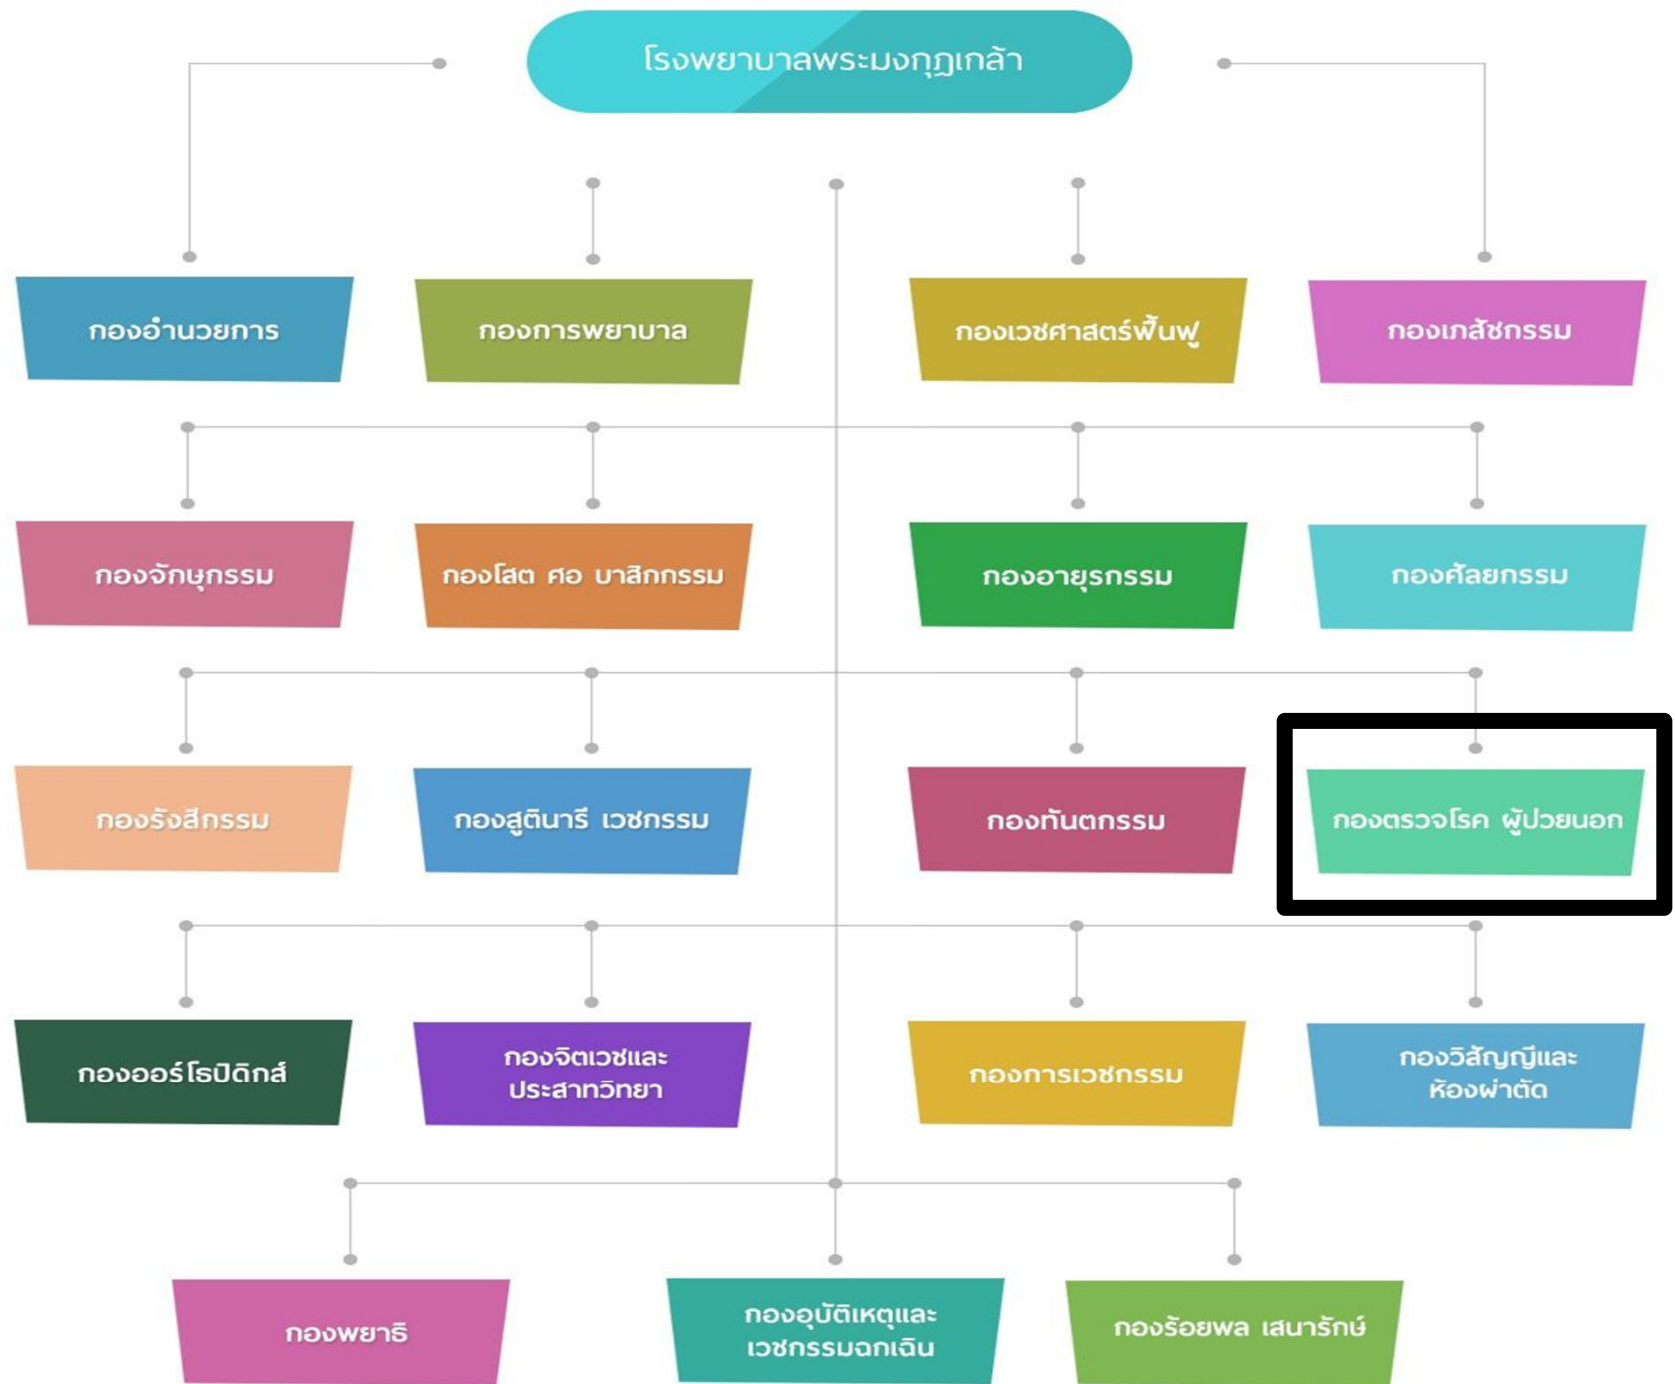 โรงพยาบาลพระมงกุฎเกล้า
กองอำนวยการ
กองการพยาบาล
กองเวชศาสตร์ฟื้นฟู
กองเภสัชกรรม
กองจักษุกรรม
กองโสต ศอ นาสิกกรรม
กองอายุรกรรม
กองศัลยกรรม
กองรังสีกรรม
กองสูตินารี เวชกรรม
กองทันตกรรม
กองตรวจโรค ผู้ป่วยนอก
กองออร์โธปิดิกส์
กองจิตเวชและ
ประสาทวิทยา
กองการเวชกรรม
กองวิสัญญีและ
ห้องผ่าตัด
กองพยาธิ
กองอุบัติเหตุและ
เวชกรรมฉุกเฉิน
กองร้อยพล เสนารักษ์